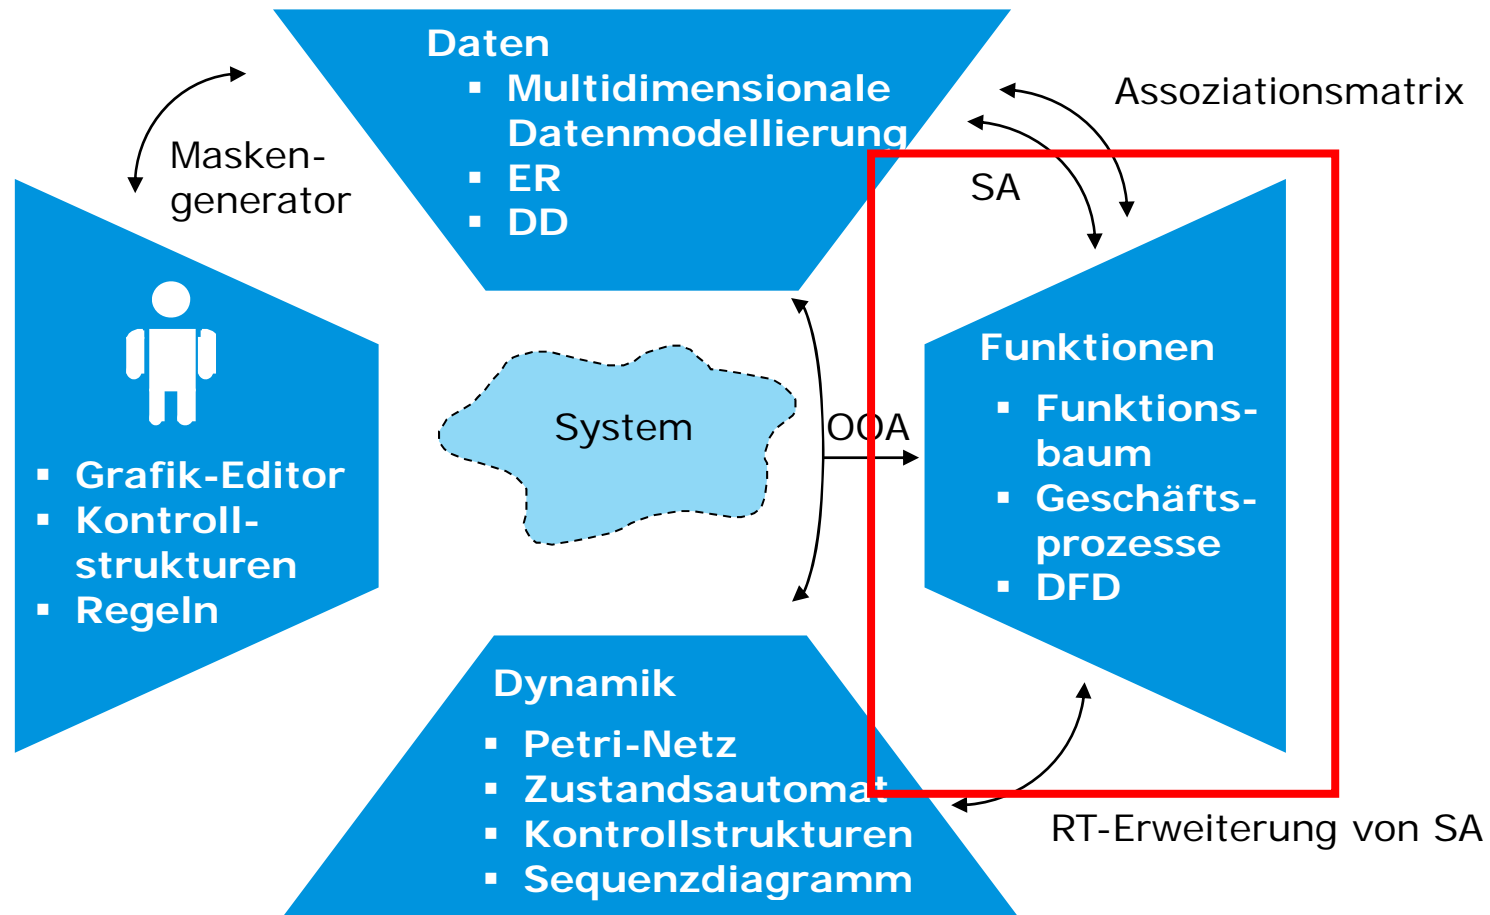 Daten
▪ Multidimensionale
Datenmodellierung
▪ ER
▪ DD
Assoziationsmatrix
SA
Masken-
generator
▪ Grafik-Editor
▪ Kontroll-
strukturen
▪ Regeln
System
OOA
Funktionen
▪ Funktions-
baum
▪ Geschäfts-
prozesse
▪ DFD
Dynamik
▪ Petri-Netz
▪ Zustandsautomat
▪ Kontrollstrukturen
▪ Sequenzdiagramm
RT-Erweiterung von SA